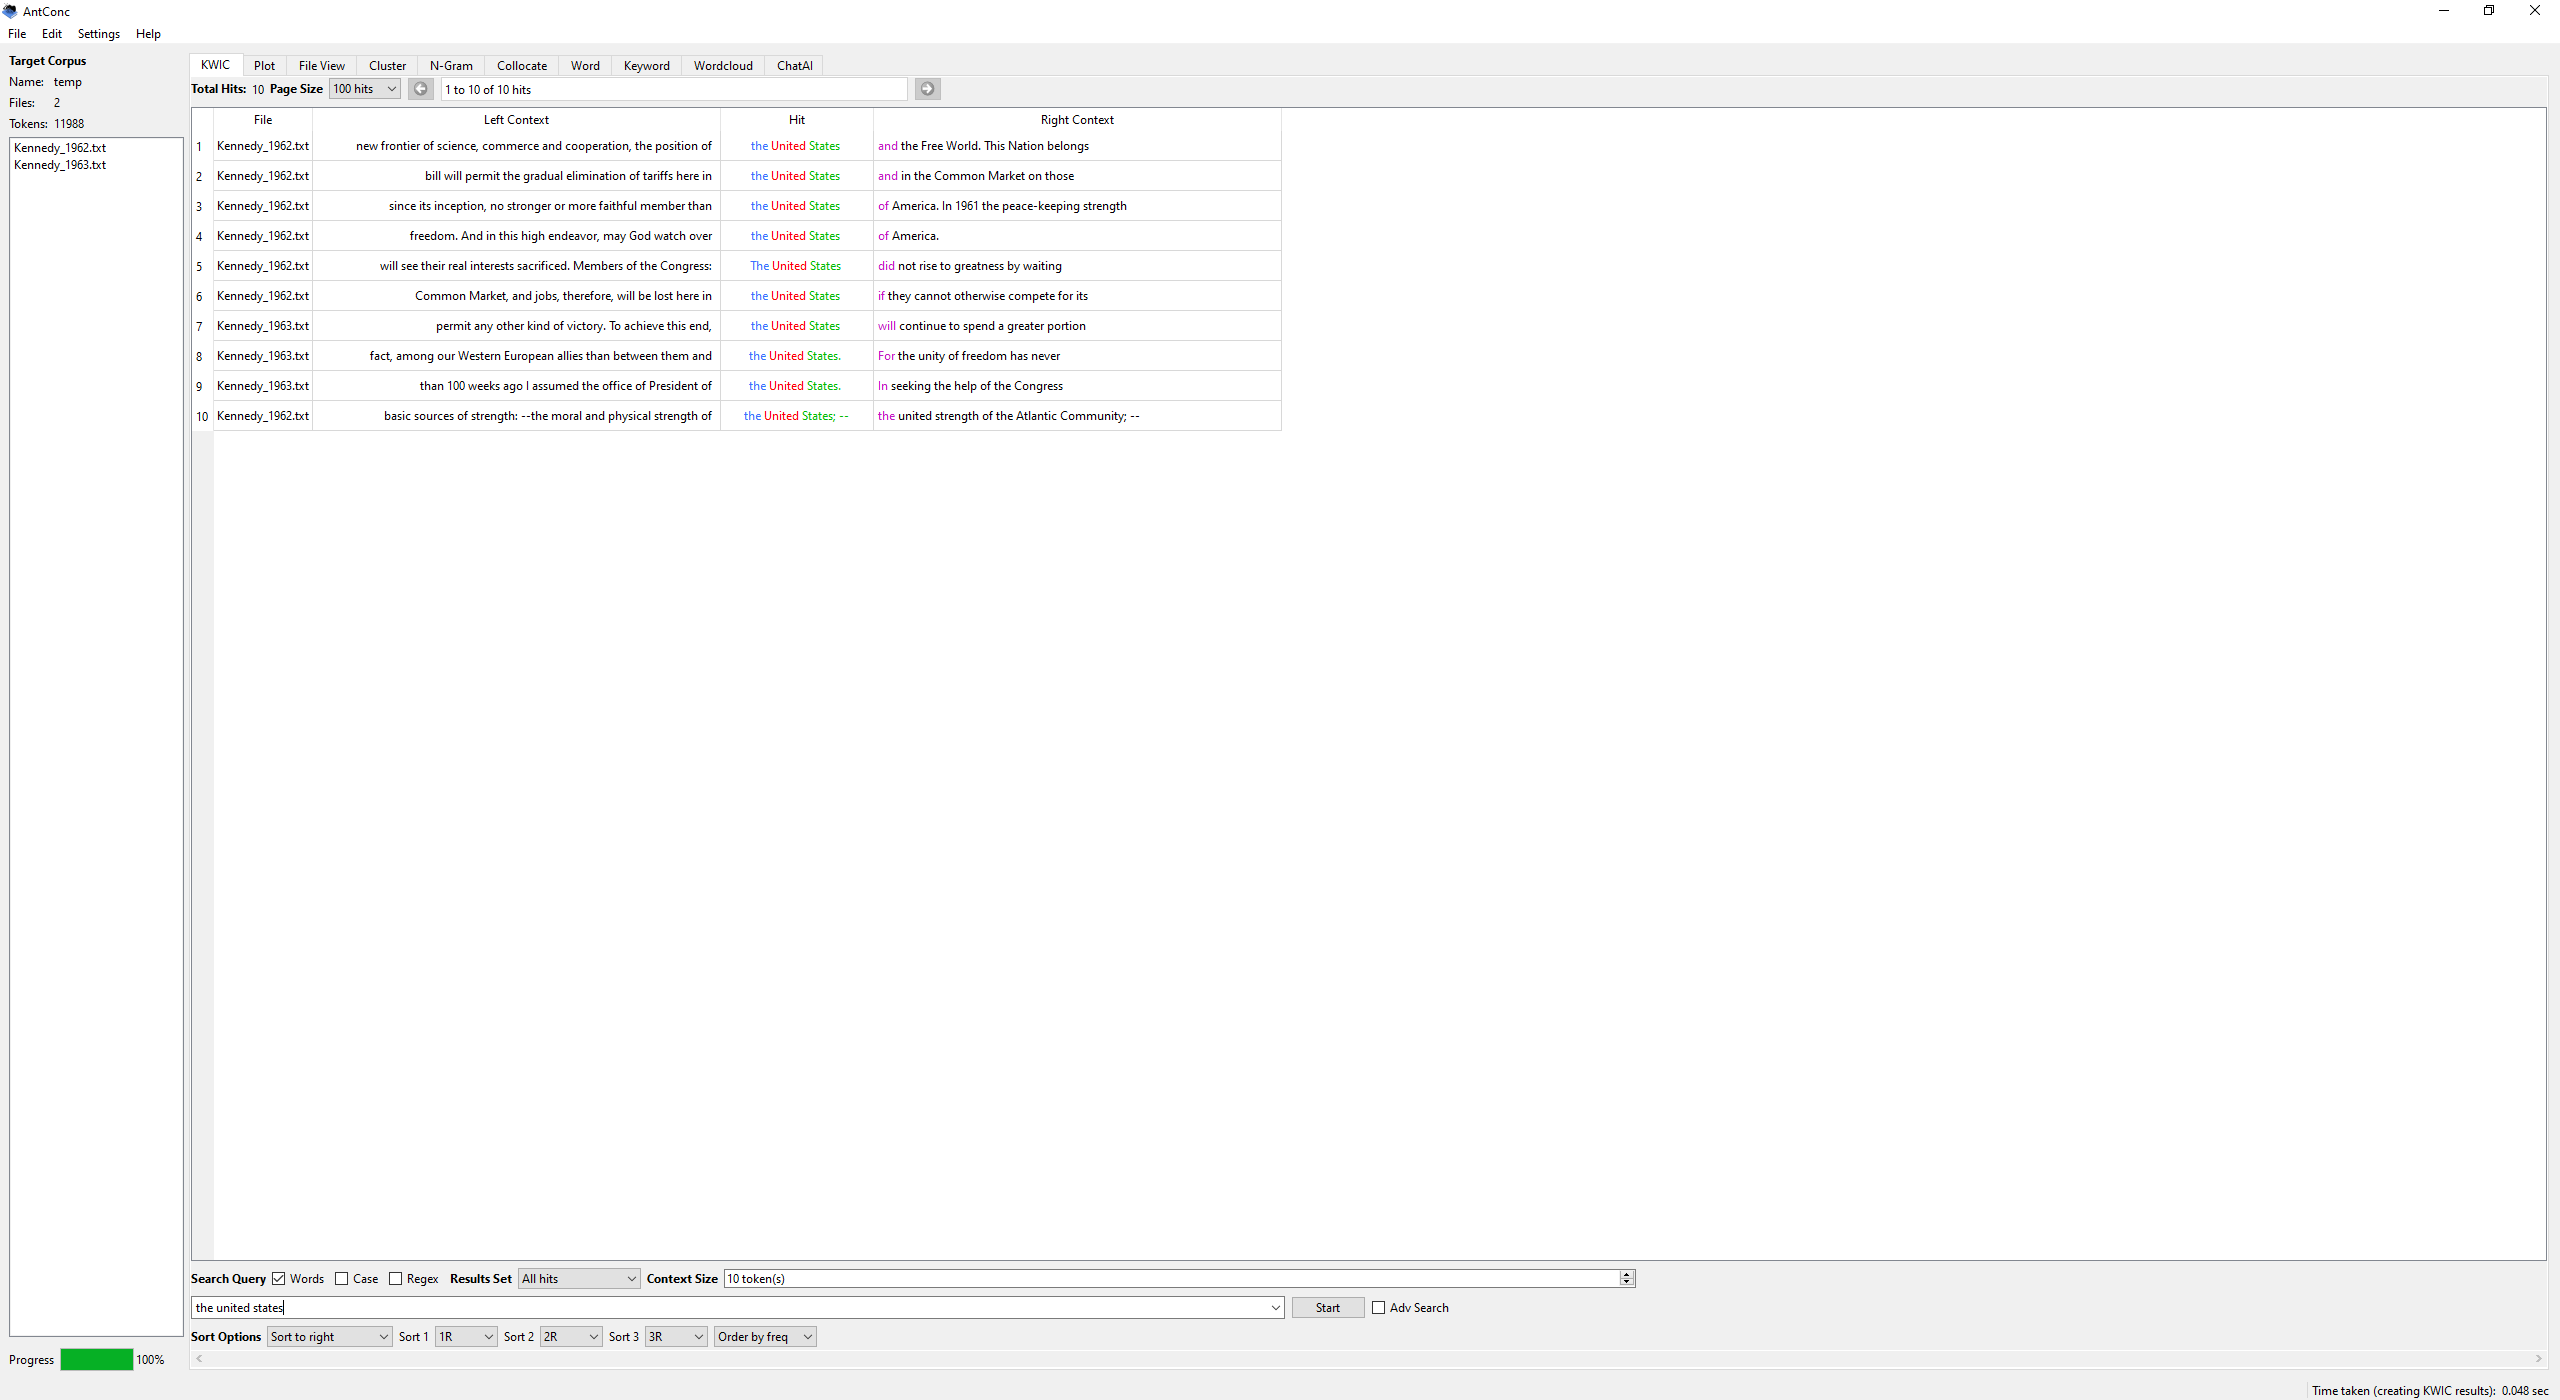 AntConc
File Edit Settings Help
Target Corpus
Name: temp
Files: 2
Tokens: 11988
Kennedy_1962.txt
Kennedy_1963.txt
Progress 100%
KWIC Plot File View Cluster N-Gram Collocate Word Keyword Wordcloud ChatAI
Total Hits: 10 Page Size 100 hits 1 to 10 of 10 hits
File Left Context Hit Right Context
1 Kennedy_1962.txt new frontier of science, commerce and cooperation, the position of the United States and the Free World. This Nation belongs
2 Kennedy_1962.txt bill will permit the gradual elimination of tariffs here in the United States and in the Common Market on those
3 Kennedy_1962.txt since its inception, no stronger or more faithful member than the United States of America. In 1961 the peace-keeping strength
4 Kennedy_1962.txt freedom. And in this high endeavor, may God watch over the United States of America.
5 Kennedy_1962.txt will see their real interests sacrificed. Members of the Congress: The United States did not rise to greatness by waiting
6 Kennedy_1962.txt Common Market, and jobs, therefore, will be lost here in the United States if they cannot otherwise compete for its
7 Kennedy_1963.txt permit any other kind of victory. To achieve this end, the United States will continue to spend a greater portion
8 Kennedy_1963.txt fact, among our Western European allies than between them and the United States. For the unity of freedom has never
9 Kennedy_1963.txt than 100 weeks ago I assumed the office of President of the United States. In seeking the help of the Congress
10 Kennedy_1962.txt basic sources of strength: --the moral and physical strength of the United States; -- the united strength of the Atlantic Community; --
Search Query Words Case Regex Results Set All hits Context Size 10 token(s)
the united states Start Adv Search
Sort Options Sort to right Sort 1 1R Sort 2 2R Sort 3 3R Order by freq
Time taken (creating KWIC results): 0.048 sec